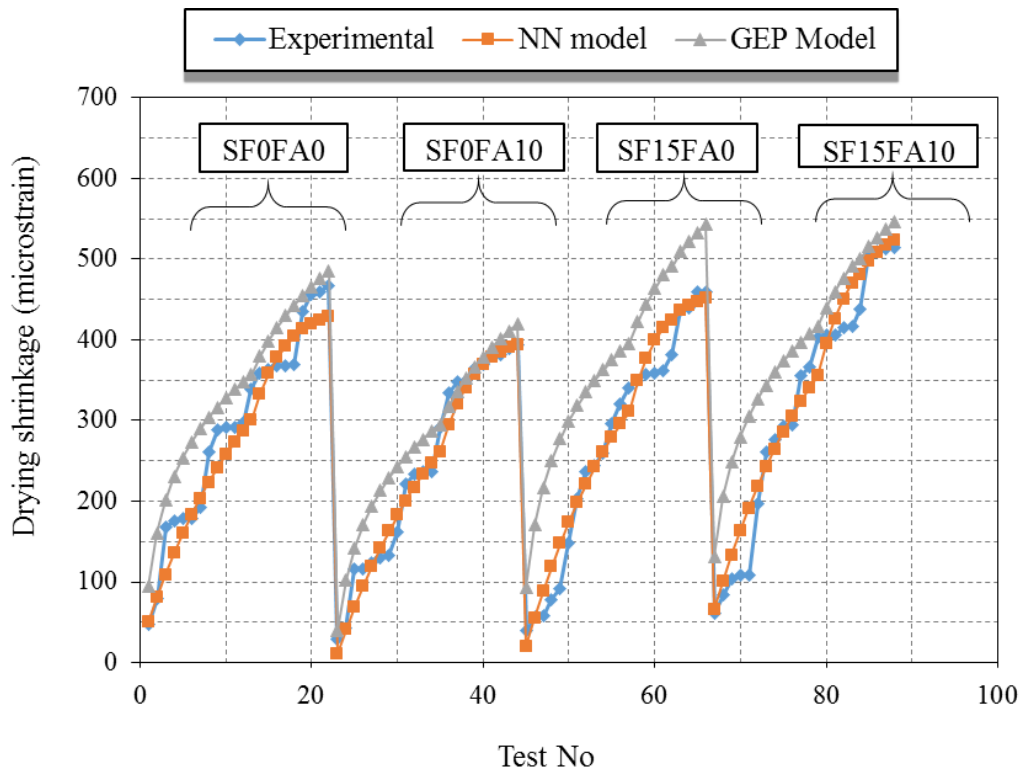 Experimental NN model GEP Model
700
600
500
400
300
200
100
0
Drying shrinkage (microstrain)
SF0FA0 SF0FA10 SF15FA0 SF15FA10
0 20 40 60 80 100
Test No